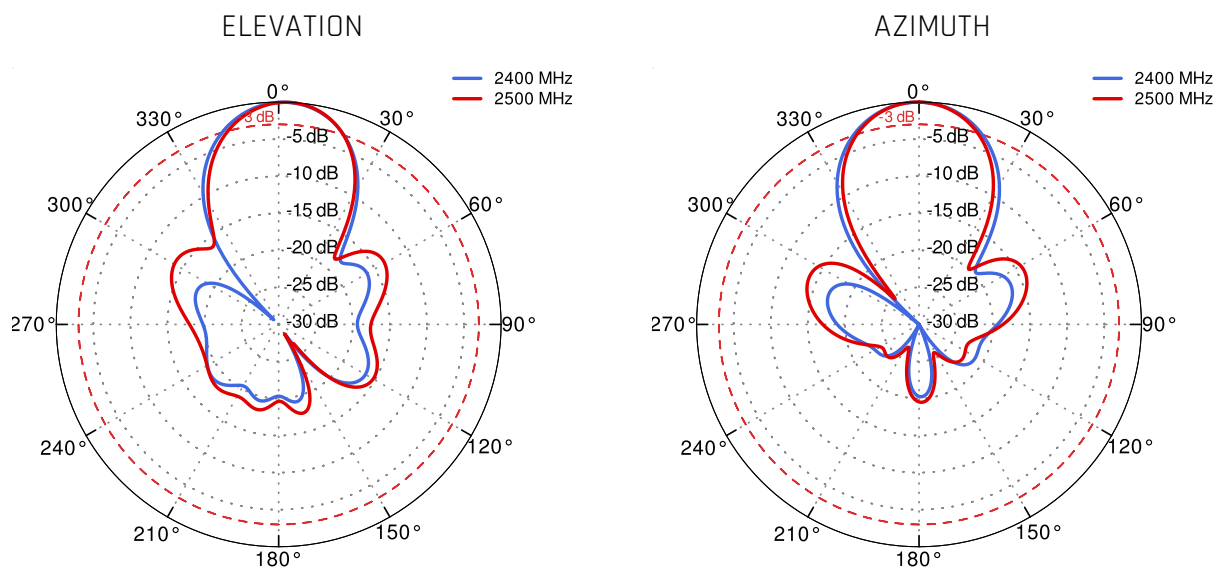 ELEVATION
2400 MHz
2500 MHz
0°
330°
30°
3 dB
-5 dB
-10 dB
300°
60°
-15 dB
-20 dB
-25 dB
270°
-30 dB
90°
240°
120°
210°
150°
180°
AZIMUTH
2400 MHz
2500 MHz
0°
330°
30°
-3 dB
-5 dB
-10 dB
300°
60°
-15 dB
-20 dB
-25 dB
270°
-30 dB
90°
240°
120°
210°
150°
180°